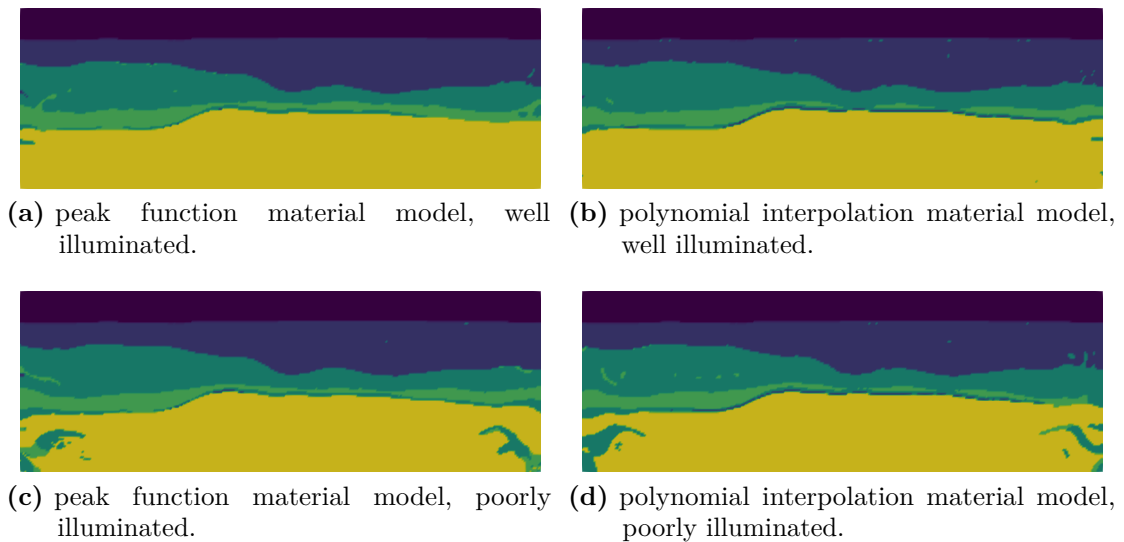 (a) peak function material model, well
illuminated.
(b) polynomial interpolation material model,
well illuminated.
(c) peak function material model, poorly
illuminated.
(d) polynomial interpolation material model,
poorly illuminated.